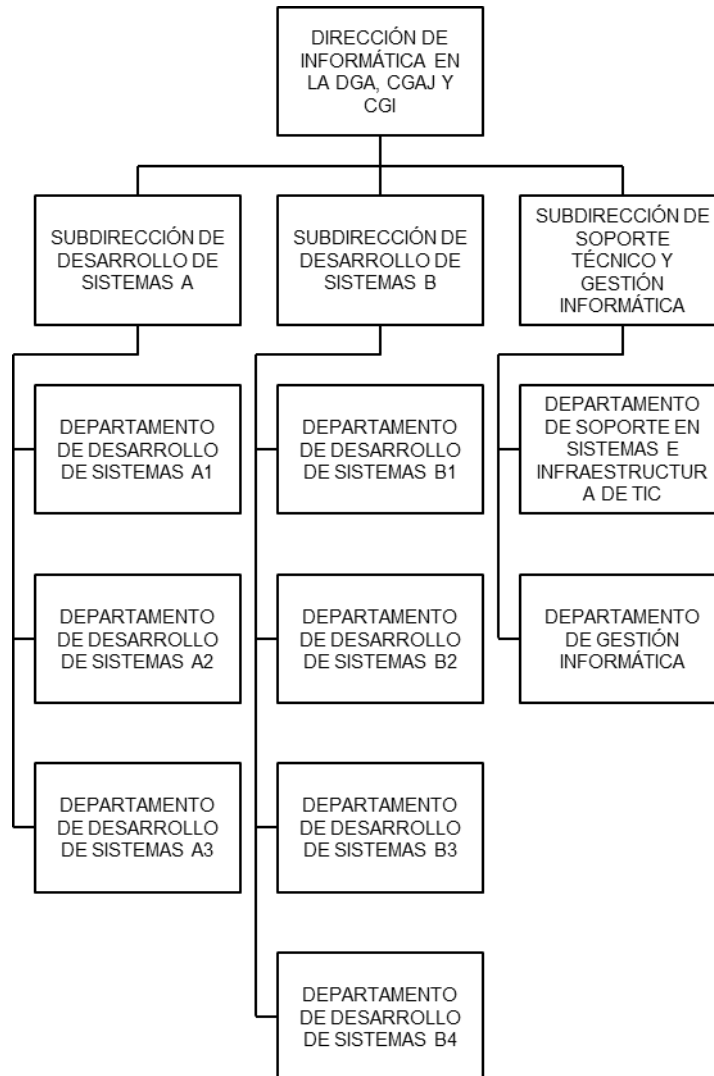 DIRECCIÓN DE
INFORMÁTICA EN
LA DGA, CGAJ Y
CGI
SUBDIRECCIÓN DE
DESARROLLO DE
SISTEMAS A
SUBDIRECCIÓN DE
DESARROLLO DE
SISTEMAS B
SUBDIRECCIÓN DE
SOPORTE
TÉCNICO Y
GESTIÓN
INFORMÁTICA
DEPARTAMENTO
DE DESARROLLO
DE SISTEMAS A1
DEPARTAMENTO
DE DESARROLLO
DE SISTEMAS B1
DEPARTAMENTO
DE SOPORTE EN
SISTEMAS E
INFRAESTRUCTUR
A DE TIC
DEPARTAMENTO
DE DESARROLLO
DE SISTEMAS A2
DEPARTAMENTO
DE DESARROLLO
DE SISTEMAS B2
DEPARTAMENTO
DE GESTIÓN
INFORMÁTICA
DEPARTAMENTO
DE DESARROLLO
DE SISTEMAS A3
DEPARTAMENTO
DE DESARROLLO
DE SISTEMAS B3
DEPARTAMENTO
DE DESARROLLO
DE SISTEMAS B4